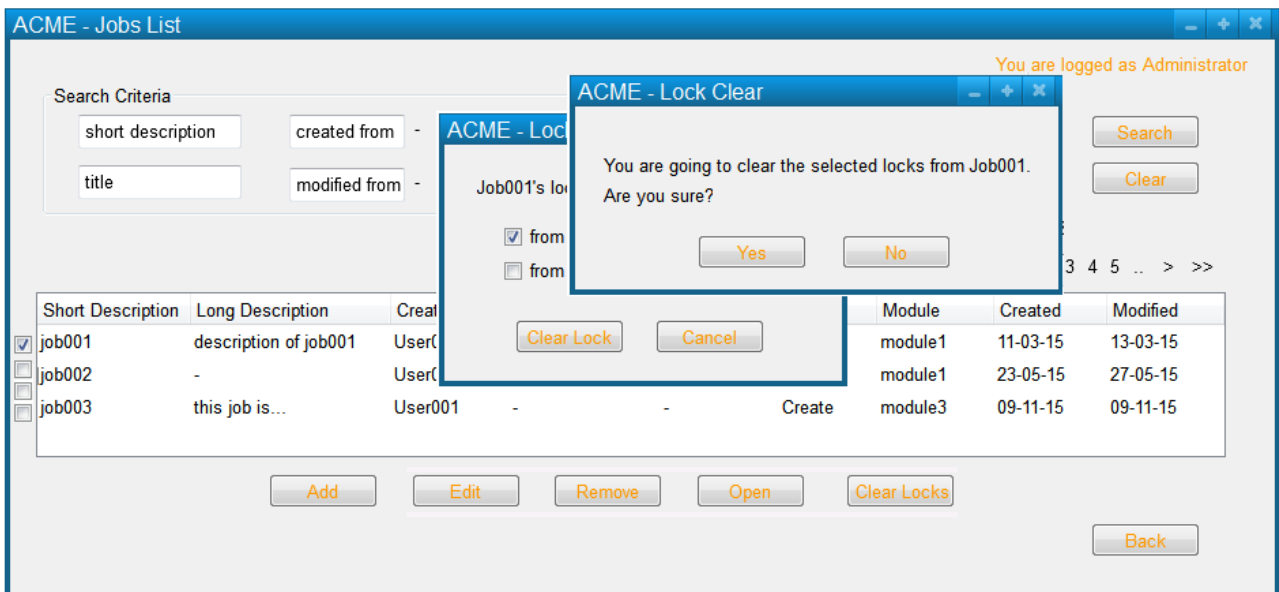 ACME - Jobs List
You are logged as Administrator
Search Criteria
short description created from -
title modified from -
Search
Clear
ACME - Lock Clear
You are going to clear the selected locks from Job001.
Are you sure?
Yes No
ACME -
Job001's
from
from
Clear Lock Cancel
3 4 5 .. > >>
Short Description Long Description Module Created Modified
job001 description of job001 module1 11-03-15 13-03-15
job002 - module1 23-05-15 27-05-15
job003 this job is... User001 - - Create module3 09-11-15 09-11-15
Add Edit Remove Open Clear Locks
Back